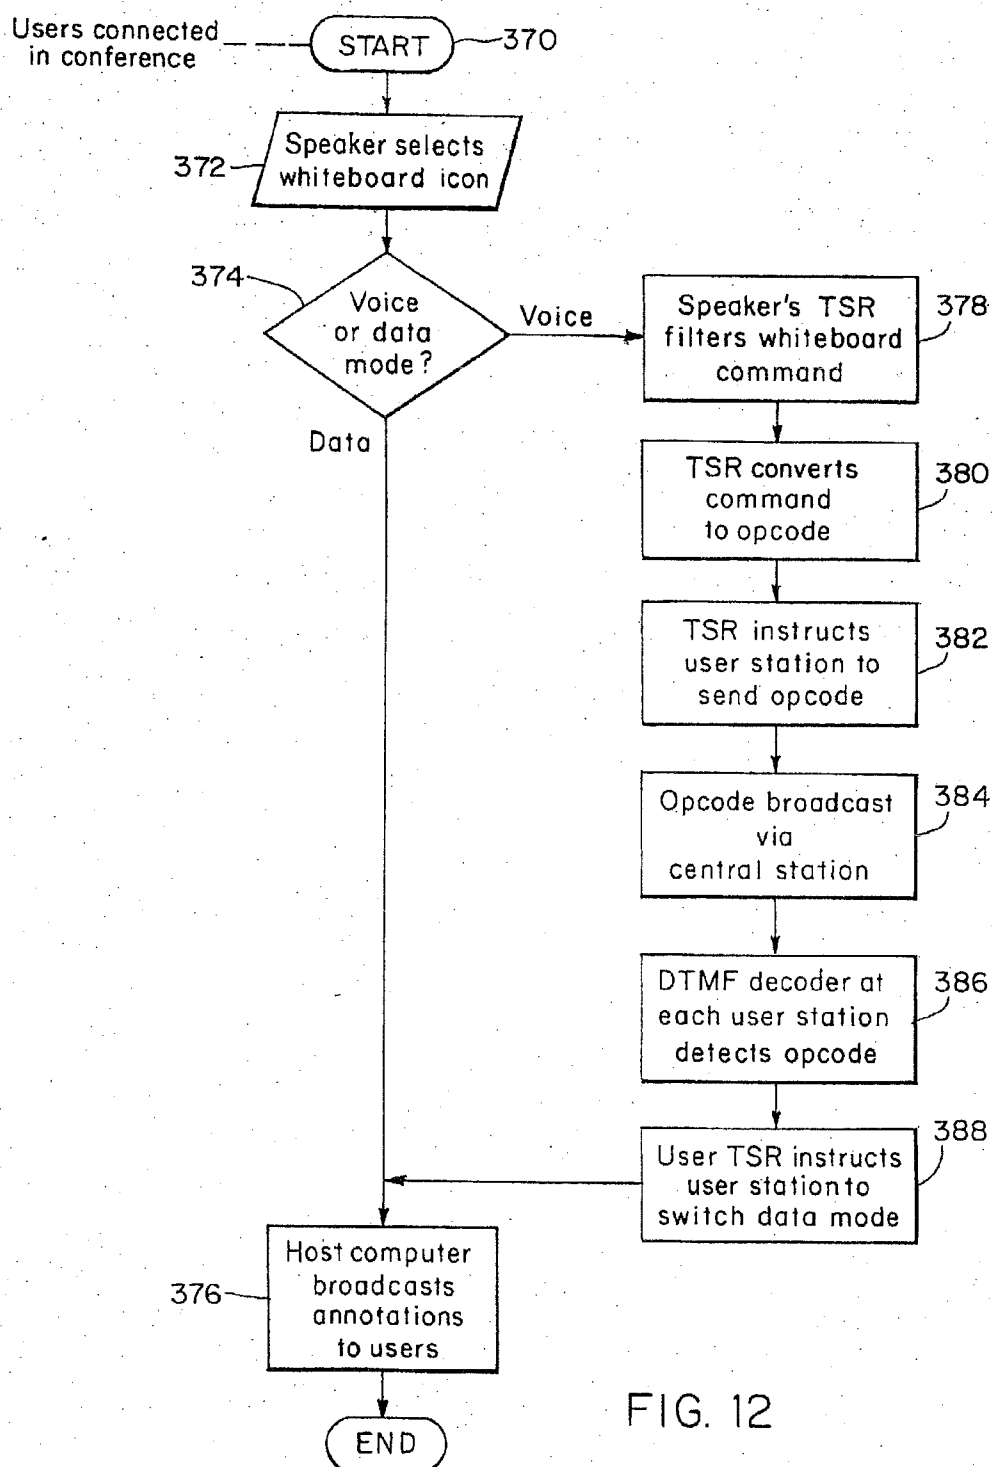 Users connected
in conference
START
370
372
Speaker selects
whiteboard icon
374
Voice
or data
mode?
Voice
Data
Speaker's TSR
filters whiteboard
command
378
TSR converts
command
to opcode
380
TSR instructs
user station to
send opcode
382
Opcode broadcast
via
central station
384
DTMF decoder at
each user station
detects opcode
386
User TSR instructs
user station to
switch data mode
388
376
Host computer
broadcasts
annotations
to users
END
FIG. 12